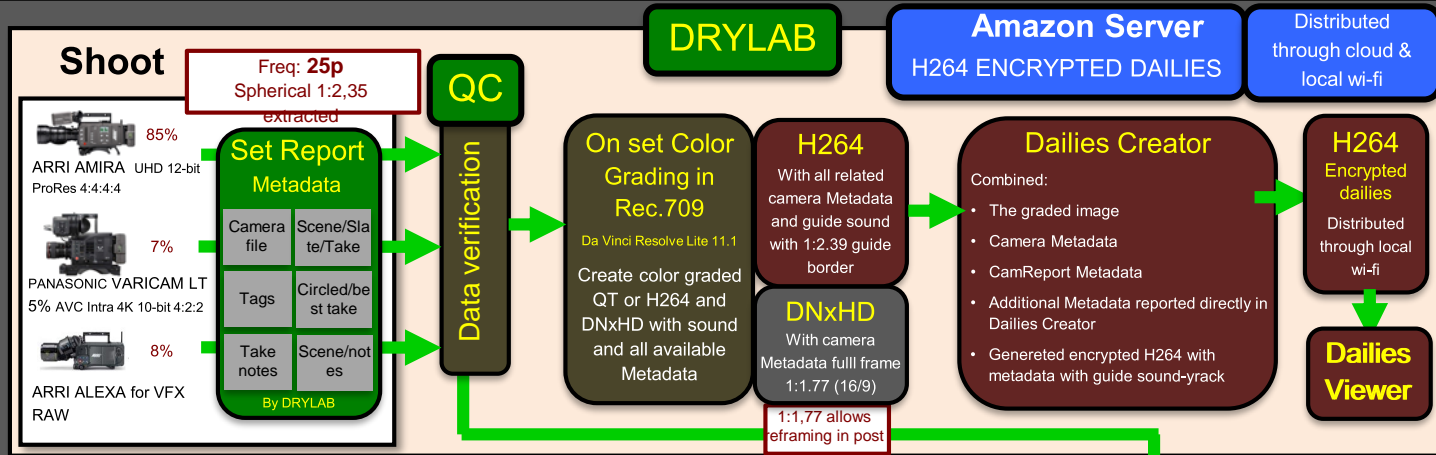 DRYLAB
Amazon Server
H264 ENCRYPTED DAILIES
Distributed
through cloud &
local wi-fi
Shoot
Freq: 25p
Spherical 1:2,35
extracted
QC
85%
ARRI AMIRA UHD 12-bit
ProRes 4:4:4:4
7%
PANASONIC VARICAM LT
5% AVC Intra 4K 10-bit 4:2:2
8%
ARRI ALEXA for VFX
RAW
Set Report
Metadata
Camera
file
Scene/Sla
te/Take
Tags
Circled/be
st take
Take
notes
Scene/not
es
By DRYLAB
Data verification
On set Color
Grading in
Rec.709
Da Vinci Resolve Lite 11.1
Create color graded
QT or H264 and
DNxHD with sound
and all available
Metadata
H264
With all related
camera Metadata
and guide sound
with 1:2.39 guide
border
DNxHD
With camera
Metadata fulll frame
1:1.77 (16/9)
1:1,77 allows
reframing in post
Dailies Creator
Combined:
• The graded image
• Camera Metadata
• CamReport Metadata
• Additional Metadata reported directly in
Dailies Creator
• Genereted encrypted H264 with
metadata with guide sound-yrack
H264
Encrypted
dailies
Distributed
through local
wi-fi
Dailies
Viewer